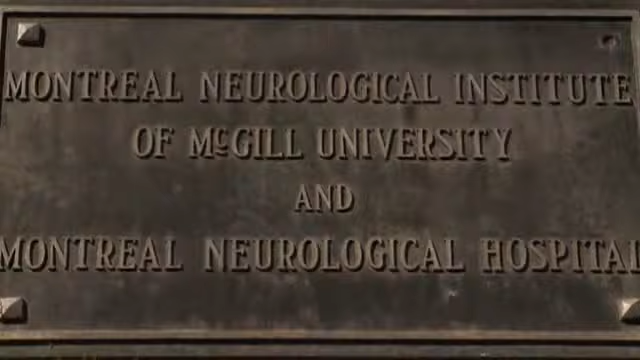 MONTREAL NEUROLOGICAL INSTITUTE
OF McGILL UNIVERSITY
AND
MONTREAL NEUROLOGICAL HOSPITAL